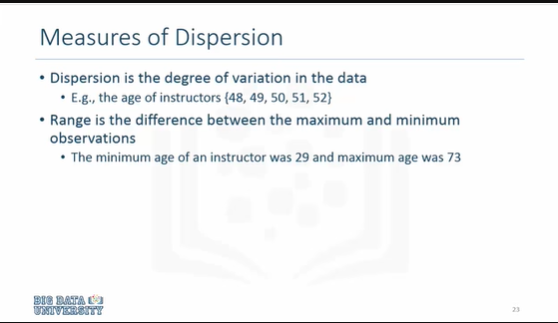 Measures of Dispersion
• Dispersion is the degree of variation in the data
• E.g., the age of instructors {48, 49, 50, 51, 52}
• Range is the difference between the maximum and minimum
observations
• The minimum age of an instructor was 29 and maximum age was 73
BIG DATA
UNIVERSITY
23